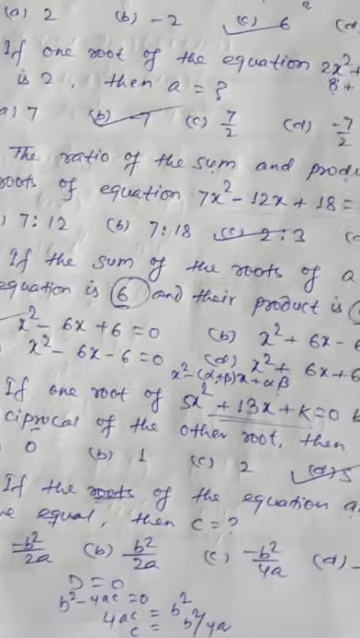 (a) 2 (b) -2 (c) 6 (d)
If one root of the equation 2x²+
is 2, then a = ? 8+
a) 7 (b) -7 (c) 7/2 (d) -7/2
The ratio of the sum and produ
roots of equation 7x² - 12x + 18 =
) 7:12 (b) 7:18 (c) 2:3 (
If the sum of the roots of a
equation is 6 and their product is
x² - 6x + 6 = 0 (b) x² + 6x - 6
x² - 6x - 6 = 0 (d) x² + 6x + 6
x² - (α+β)x + αβ
If one root of 5x² + 13x + k = 0 b
ciprocal of the other root, then
0 (b) 1 (c) 2 (d) 5
If the roots of the equation a
e equal, then c = ?
-b²/2a (b) b²/2a (c) -b²/4a (d) -
D = 0
b² - 4ac = 0
4ac = b²
c = b²/4a